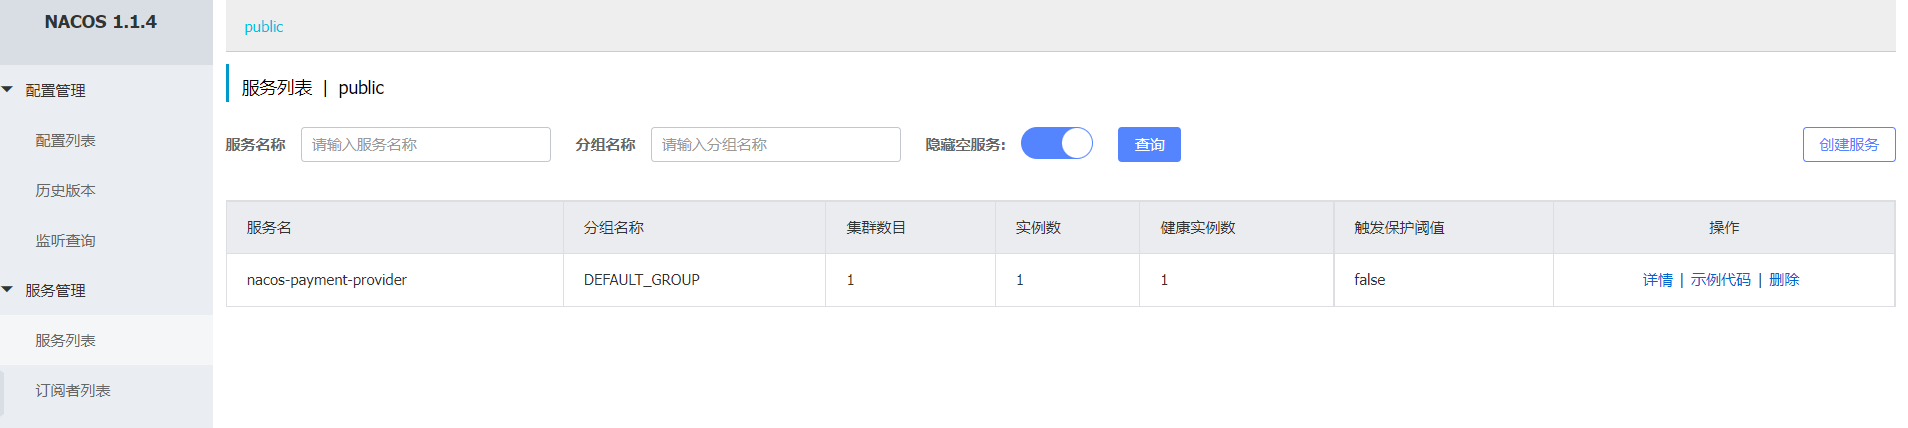 NACOS 1.1.4
配置管理
配置列表
历史版本
监听查询
服务管理
服务列表
订阅者列表
public
服务列表 | public
服务名称 请输入服务名称 分组名称 请输入分组名称 隐藏空服务: 查询 创建服务
服务名 分组名称 集群数目 实例数 健康实例数 触发保护阈值 操作
nacos-payment-provider DEFAULT_GROUP 1 1 1 false 详情 | 示例代码 | 删除